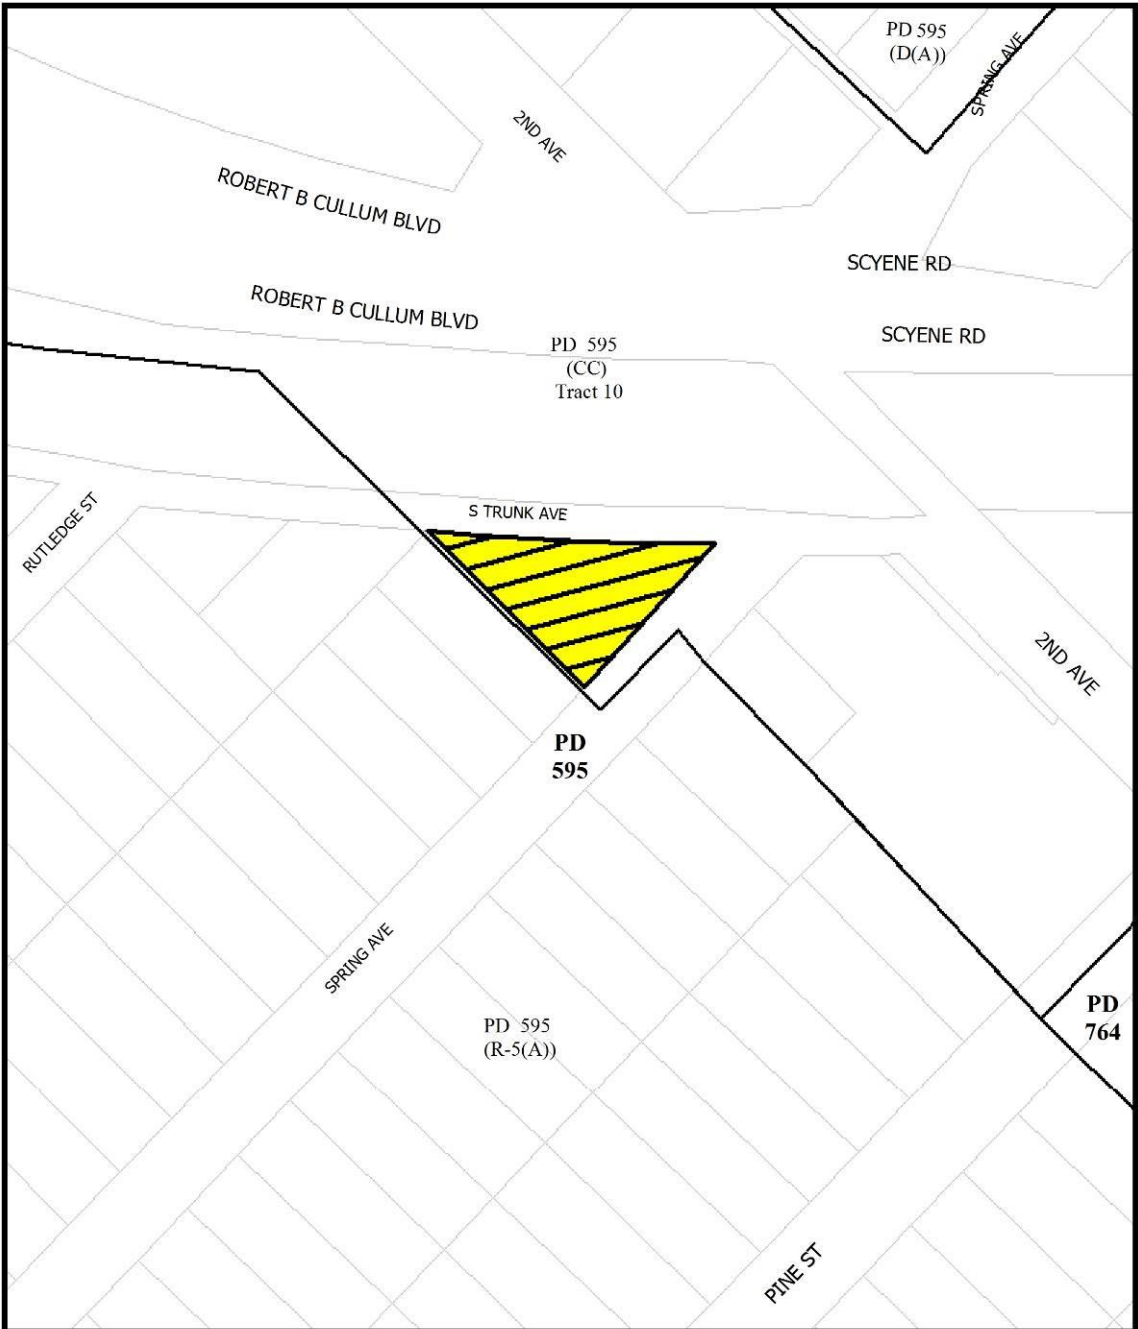 PD 595
(D(A))
SPRING AVE
2ND AVE
ROBERT B CULLUM BLVD
SCYENE RD
ROBERT B CULLUM BLVD
SCYENE RD
PD 595
(CC)
Tract 10
S TRUNK AVE
RUTLEDGE ST
2ND AVE
PD
595
SPRING AVE
PD
764
PD 595
(R-5(A))
PINE ST